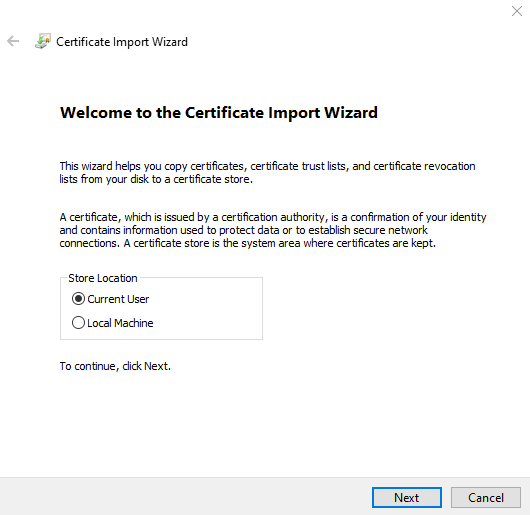 Certificate Import Wizard
Welcome to the Certificate Import Wizard
This wizard helps you copy certificates, certificate trust lists, and certificate revocation
lists from your disk to a certificate store.
A certificate, which is issued by a certification authority, is a confirmation of your identity
and contains information used to protect data or to establish secure network
connections. A certificate store is the system area where certificates are kept.
Store Location
Current User
Local Machine
To continue, click Next.
Next Cancel